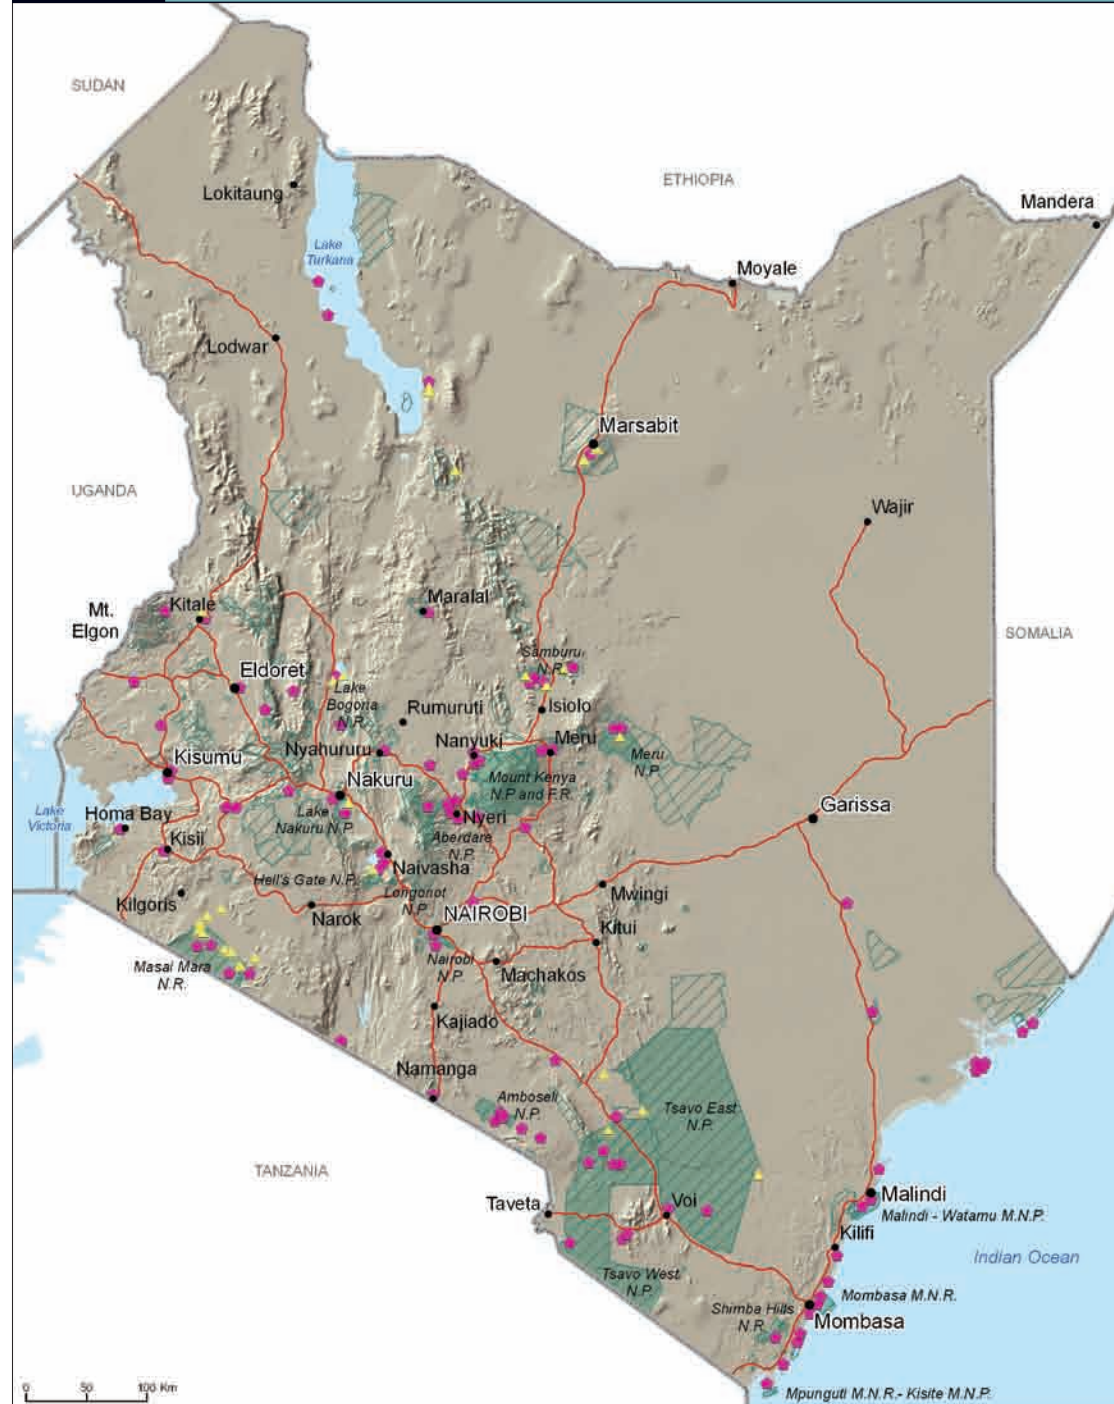 SUDAN
ETHIOPIA
Mandera
Lokitaung
Lake
Turkana
Moyale
Lodwar
Marsabit
UGANDA
Wajir
Mt.
Elgon
Kitale
Maralal
SOMALIA
Samburu
N.R.
Eldoret
Lake
Bogoria
N.P.
Rumuruti
Isiolo
Nyahururu
Nanyuki
Meru
Meru
N.P.
Kisumu
Nakuru
Mount Kenya
N.P and F.R.
Garissa
Lake
Victoria
Homa Bay
Lake
Nakuru N.P.
Nyeri
Aberdare
N.P.
Kisii
Naivasha
Hell's Gate N.P.
Longonot
N.P
Kilgoris
Narok
NAIROBI
Mwingi
Kitui
Masai Mara
N.R.
Nairobi
N.P.
Machakos
Kajiado
Namanga
Amboseli
N.P.
Tsavo East
N.P.
TANZANIA
Taveta
Voi
Malindi
Malindi - Watamu M.N.P.
Kilifi
Indian Ocean
Tsavo West
N.P.
Mombasa M.N.R.
Shimba Hills
N.R.
Mombasa
Mpunguti M.N.R.- Kisite M.N.P.
0 50 100 Km